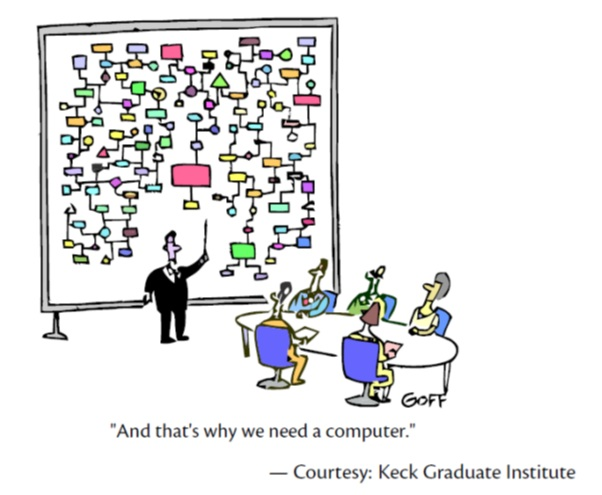 GOFF
"And that's why we need a computer."
— Courtesy: Keck Graduate Institute